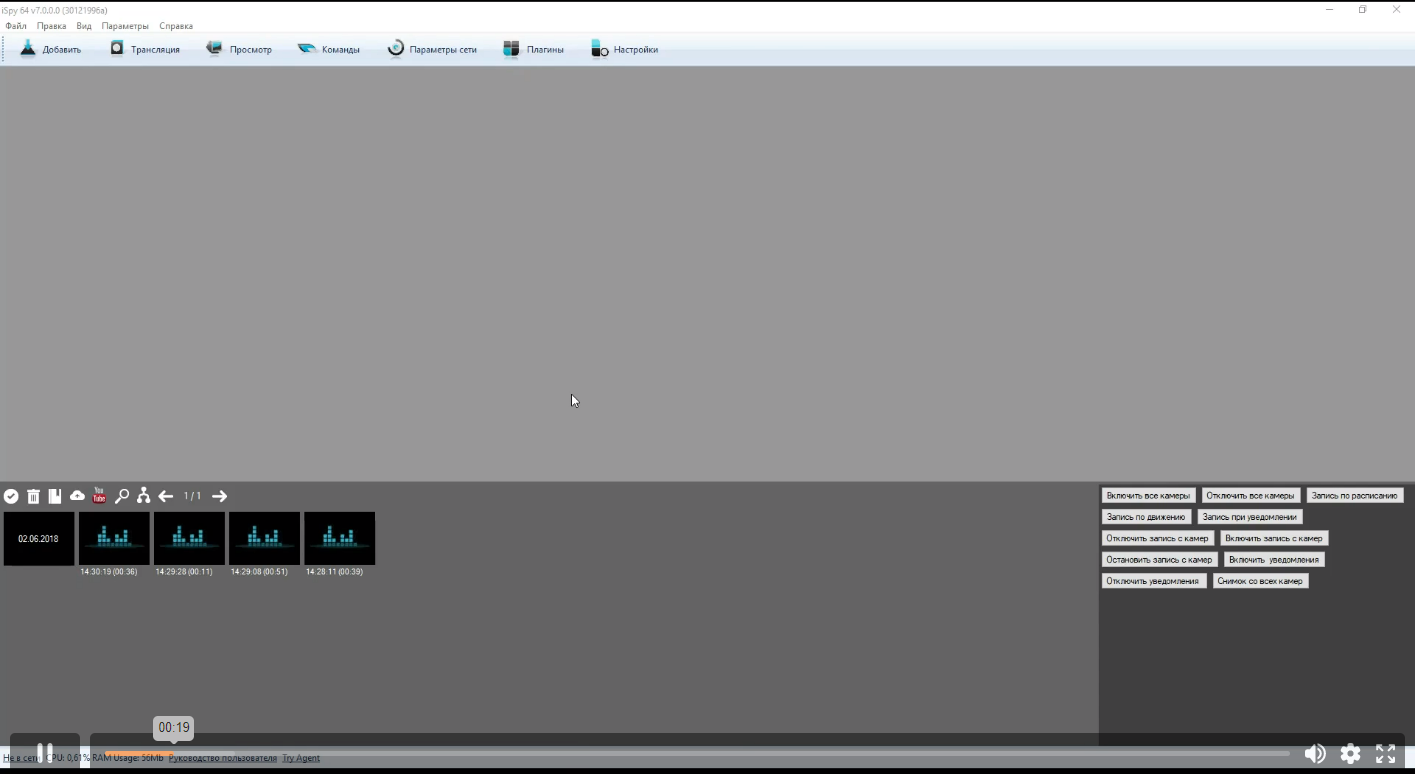 iSpy 64 v7.0.0.0 (30121996a)
Файл Правка Вид Параметры Справка
Добавить Трансляция Просмотр Команды Параметры сети Плагины Настройки
You Tube 1 / 1
Включить все камеры Отключить все камеры Запись по расписанию
Запись по движению Запись при уведомлении
Отключить запись с камер Включить запись с камер
Остановить запись с камер Включить уведомления
Отключить уведомления Снимок со всех камер
02.06.2018
14:30:19 (00:36) 14:29:28 (00:11) 14:29:08 (00:51) 14:28:11 (00:39)
00:19
Не в сети CPU: 0,61% RAM Usage: 56Mb Руководство пользователя Try Agent